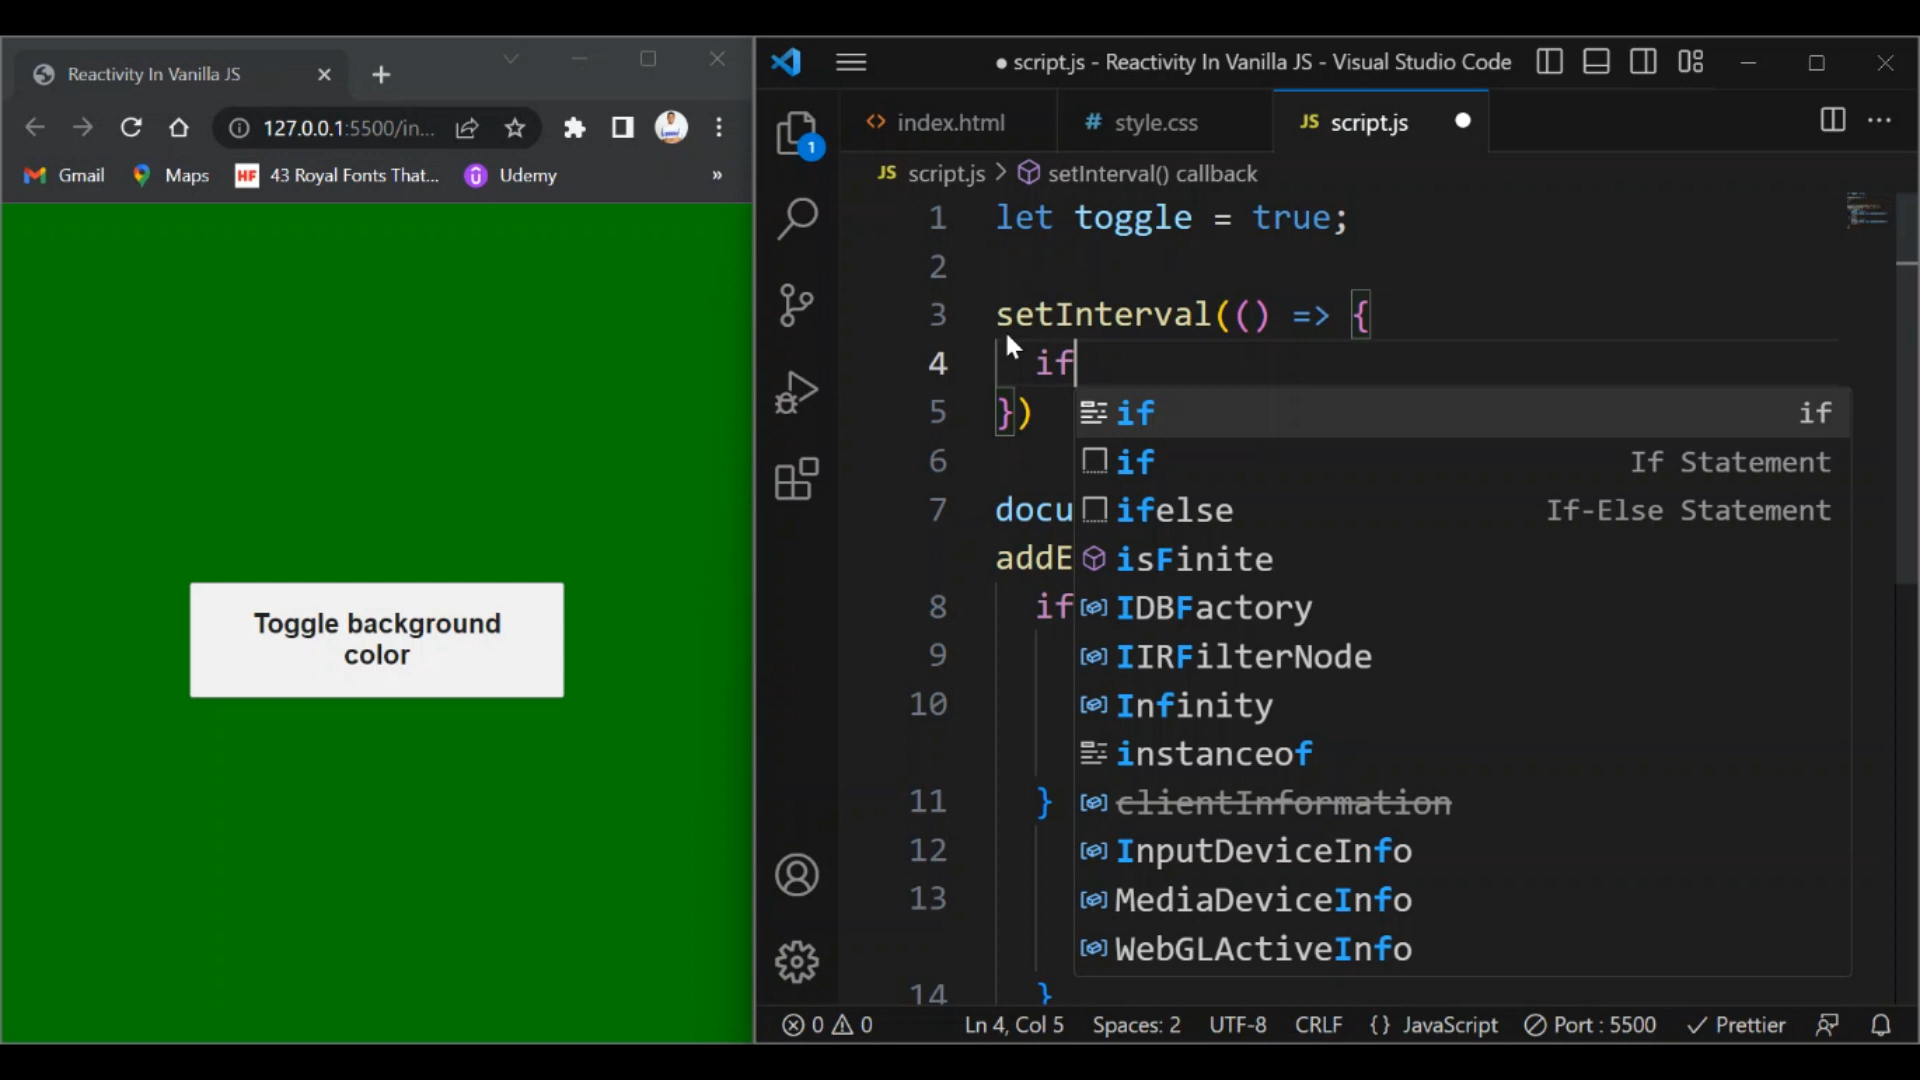 Reactivity In Vanilla JS
127.0.0.1:5500/in...
Gmail
Maps
HF 43 Royal Fonts That...
Udemy
»
Toggle background
color
● script.js - Reactivity In Vanilla JS - Visual Studio Code
1
<> index.html
# style.css
JS script.js
JS script.js > setInterval() callback
1 let toggle = true;
2
3 setInterval(() => {
4 if
5 })
6
7 docu
addE
8 if
9
10
11 }
12
13
14 }
if if
if If Statement
ifelse If-Else Statement
isFinite
IDBFactory
IIRFilterNode
Infinity
instanceof
clientInformation
InputDeviceInfo
MediaDeviceInfo
WebGLActiveInfo
0 0 Ln 4, Col 5 Spaces: 2 UTF-8 CRLF {} JavaScript Port : 5500 ✓ Prettier